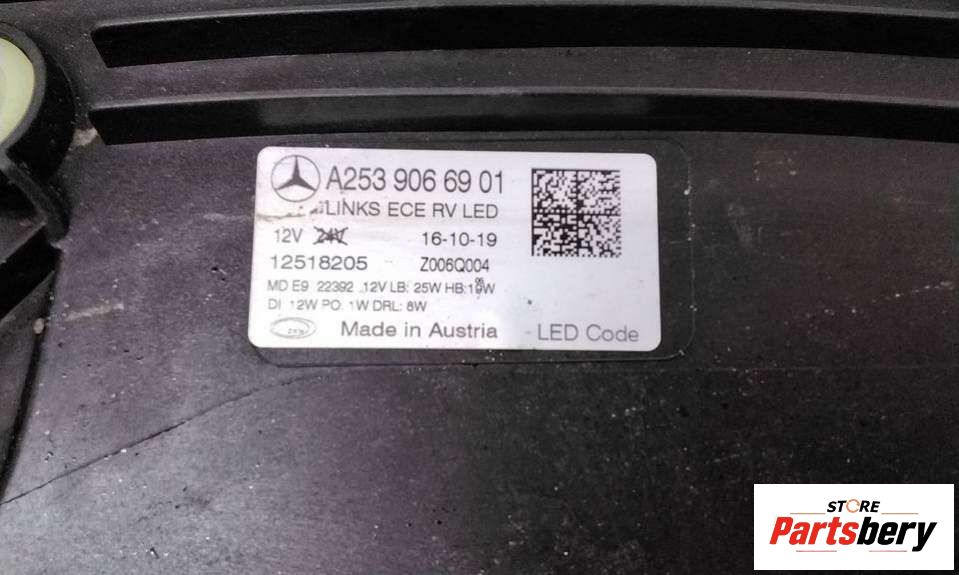 A253 906 69 01
LINKS ECE RV LED
12V 24V 16-10-19
12518205 Z006Q004
MD E9 22392 12V LB: 25W HB: 19W
DI: 12W PO: 1W DRL: 8W
ZKW Made in Austria LED Code
STORE
Partsbery